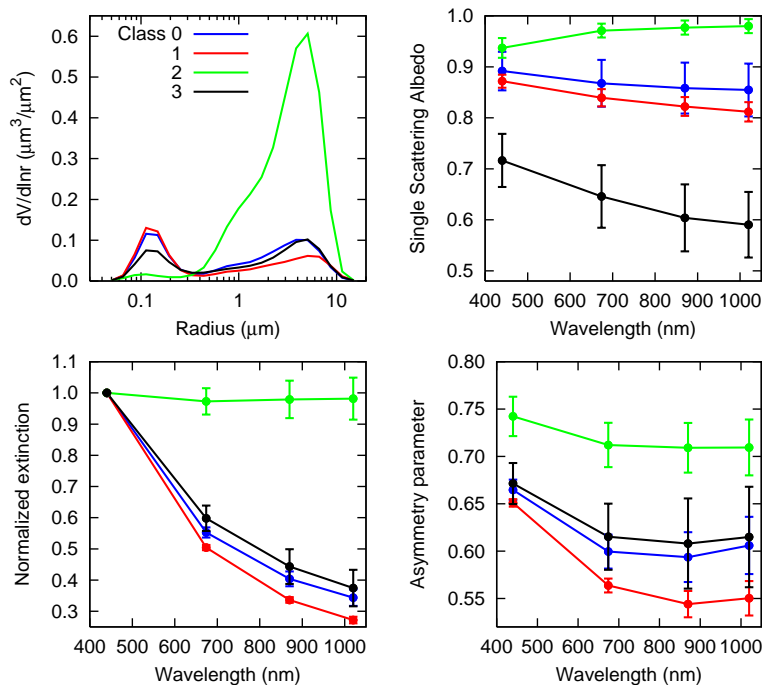 0.6
0.5
0.4
0.3
0.2
0.1
0.0
dV/dlnr (μm³/μm²)
Class 0
1
2
3
0.1 1 10
Radius (μm)
1.0
0.9
0.8
0.7
0.6
0.5
Single Scattering Albedo
400 500 600 700 800 900 1000
Wavelength (nm)
1.1
1.0
0.9
0.8
0.7
0.6
0.5
0.4
0.3
Normalized extinction
400 500 600 700 800 900 1000
Wavelength (nm)
0.80
0.75
0.70
0.65
0.60
0.55
Asymmetry parameter
400 500 600 700 800 900 1000
Wavelength (nm)